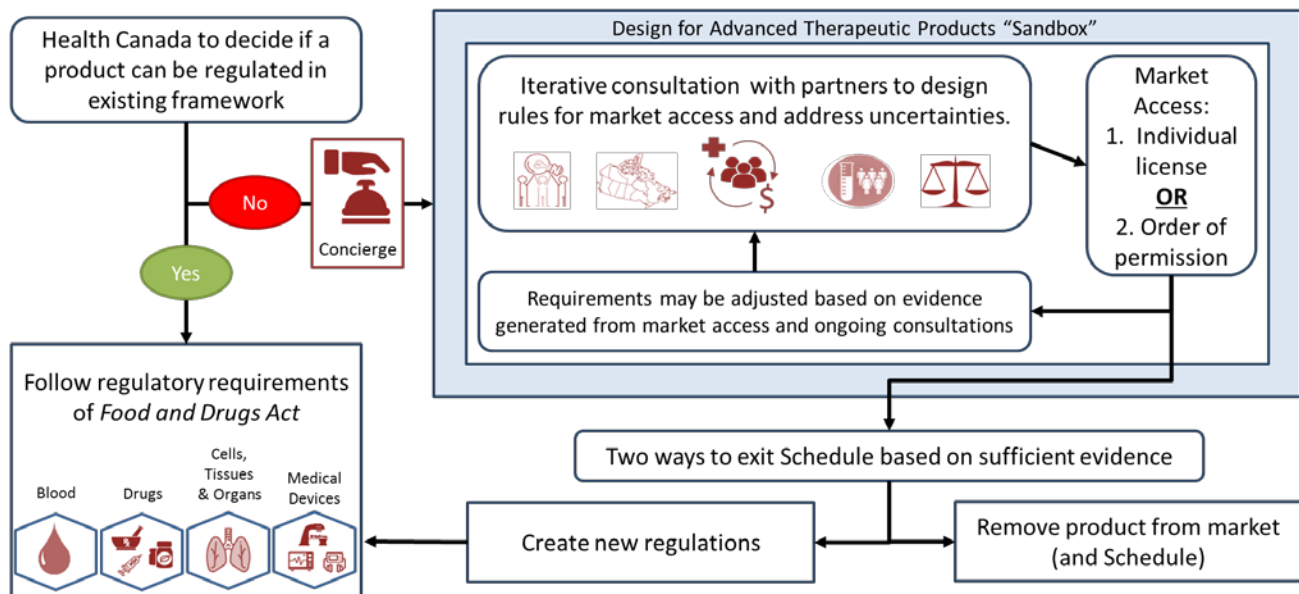 Health Canada to decide if a
product can be regulated in
existing framework
No
Concierge
Yes
Follow regulatory requirements
of Food and Drugs Act
Blood
Drugs
Cells,
Tissues
& Organs
Medical
Devices
Design for Advanced Therapeutic Products “Sandbox”
Iterative consultation with partners to design
rules for market access and address uncertainties.
$
Market
Access:
1. Individual
license
OR
2. Order of
permission
Requirements may be adjusted based on evidence
generated from market access and ongoing consultations
Two ways to exit Schedule based on sufficient evidence
Create new regulations
Remove product from market
(and Schedule)